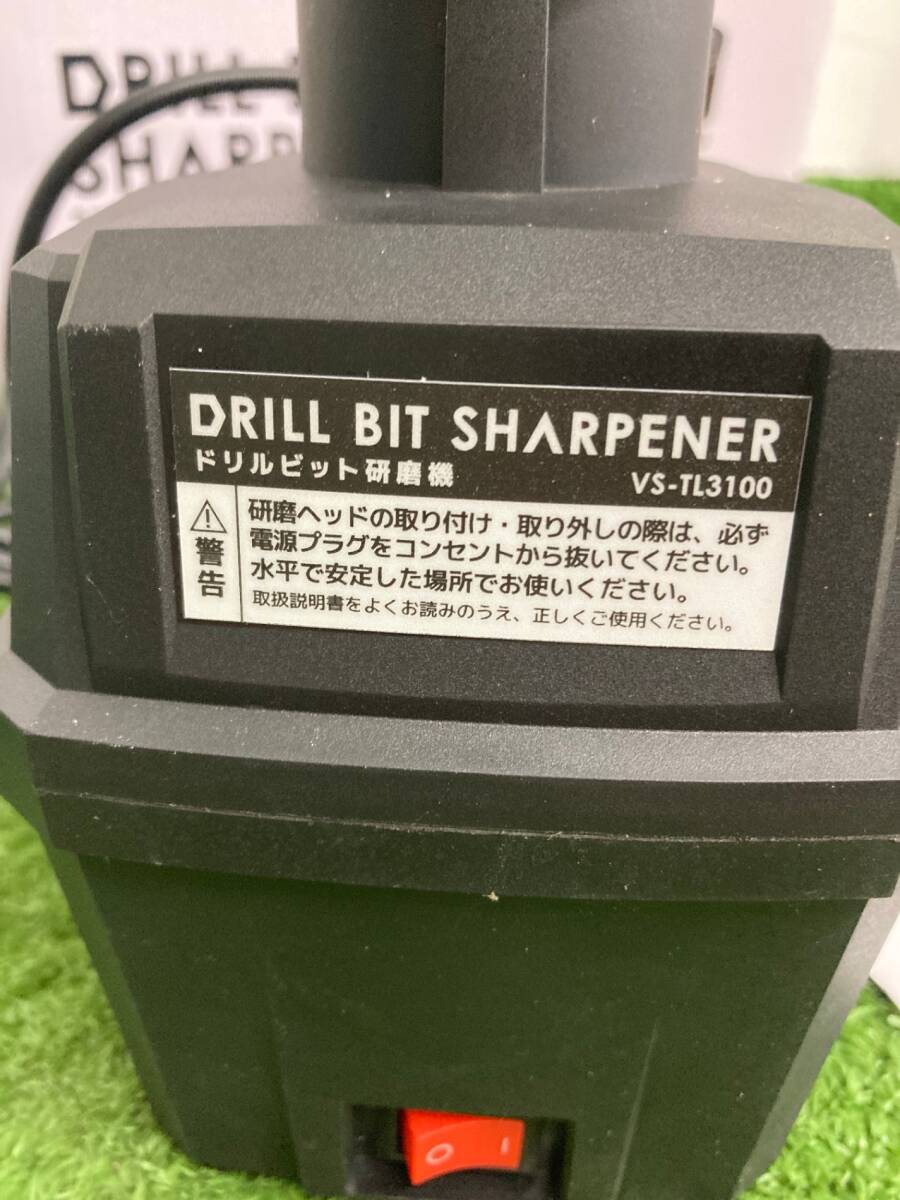 DRILL
SHARP
DRILL BIT SHARPENER
ドリルビット研磨機 VS-TL3100
警告
研磨ヘッドの取り付け・取り外しの際は、必ず
電源プラグをコンセントから抜いてください。
水平で安定した場所でお使いください。
取扱説明書をよくお読みのうえ、正しくご使用ください。